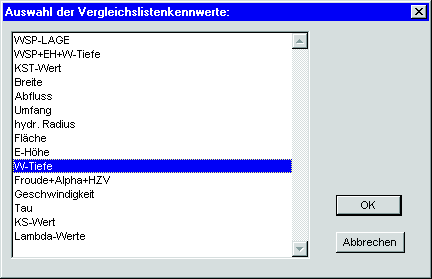 Auswahl der Vergleichslistenkennwerte:
WSP-LAGE
WSP+EH+W-Tiefe
KST-Wert
Breite
Abfluss
Umfang
hydr. Radius
Fläche
E-Höhe
W-Tiefe
Froude+Alpha+HZV
Geschwindigkeit
Tau
KS-Wert
Lambda-Werte
OK
Abbrechen